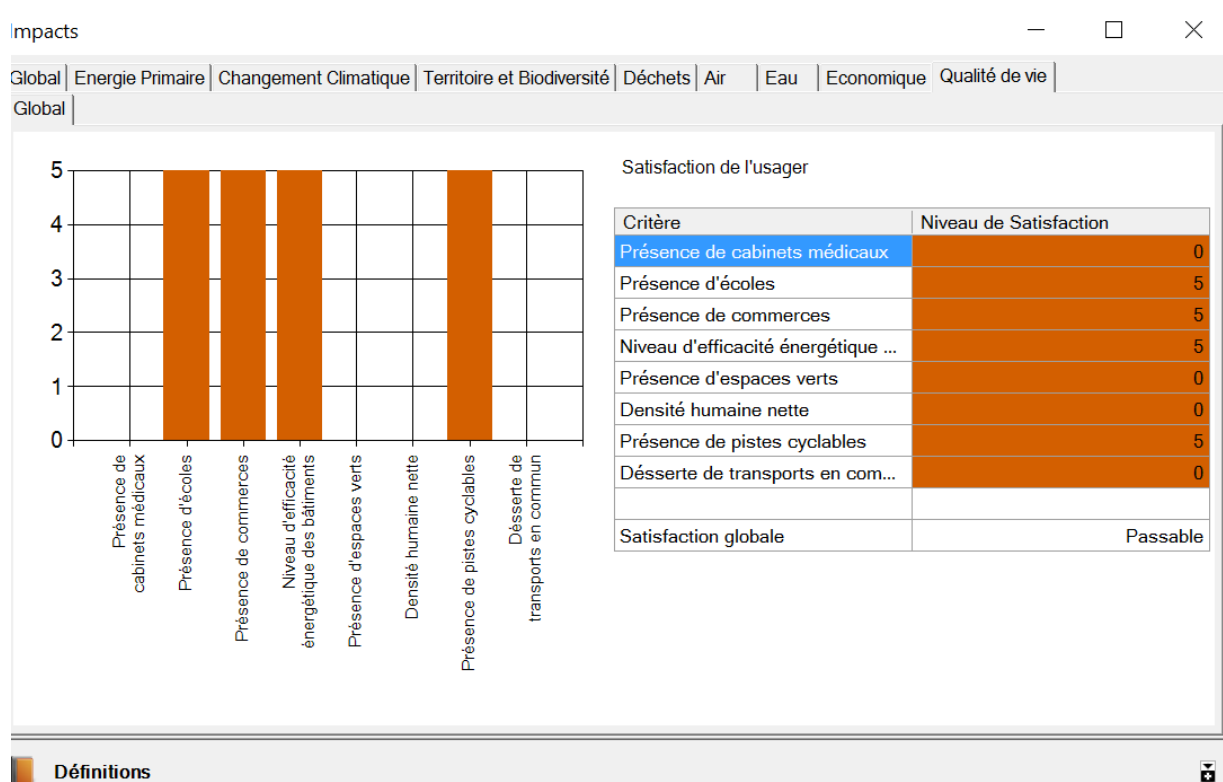 Impacts
Global Energie Primaire Changement Climatique Territoire et Biodiversité Déchets Air Eau Economique Qualité de vie
Global
5
4
3
2
1
0
Présence de
cabinets médicaux
Présence d'écoles
Présence de commerces
Niveau d'efficacité
énergétique des bâtiments
Présence d'espaces verts
Densité humaine nette
Présence de pistes cyclables
Désserte de
transports en commun
Satisfaction de l'usager
Critère Niveau de Satisfaction
Présence de cabinets médicaux 0
Présence d'écoles 5
Présence de commerces 5
Niveau d'efficacité énergétique ... 5
Présence d'espaces verts 0
Densité humaine nette 0
Présence de pistes cyclables 5
Désserte de transports en com... 0
Satisfaction globale Passable
Définitions